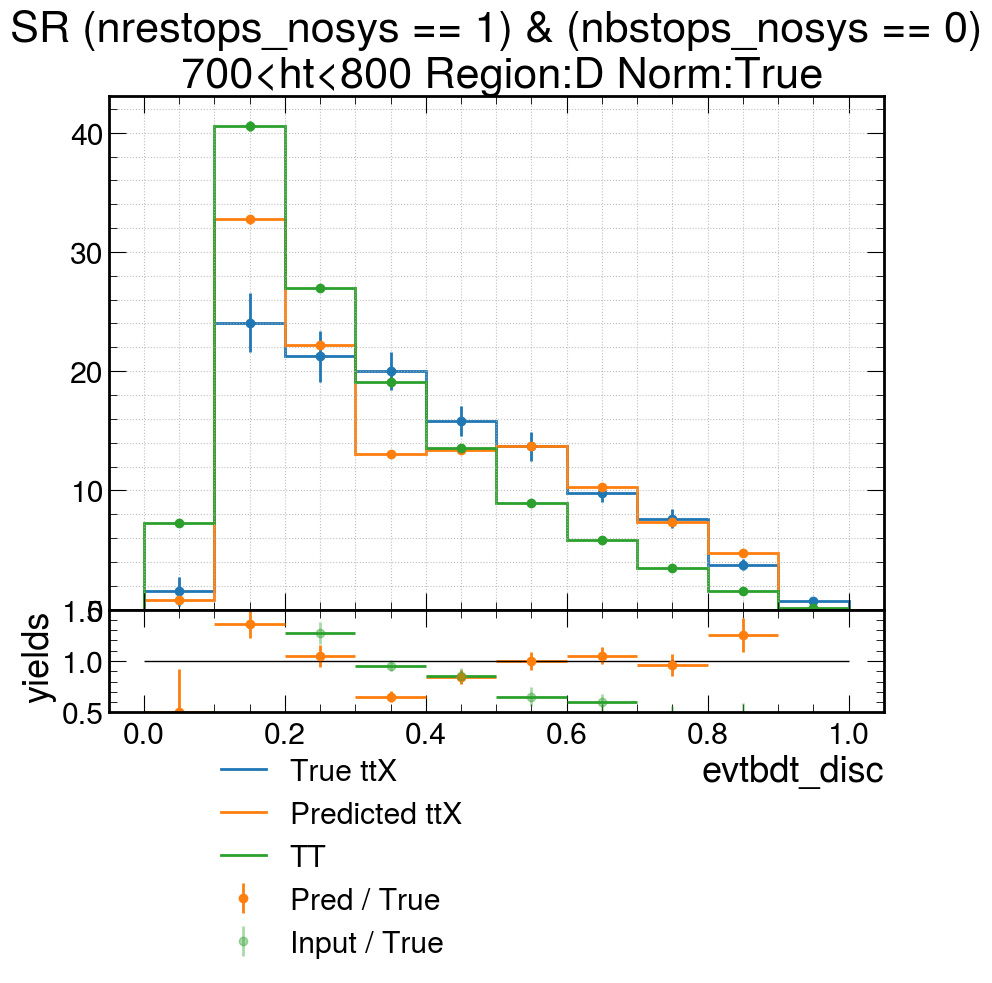 SR (nrestops_nosys == 1) & (nbstops_nosys == 0)
700<ht<800 Region:D Norm:True
40
30
20
10
0
1.5
1.0
0.5
yields
0.0 0.2 0.4 0.6 0.8 1.0
evtbdt_disc
True ttX
Predicted ttX
TT
Pred / True
Input / True